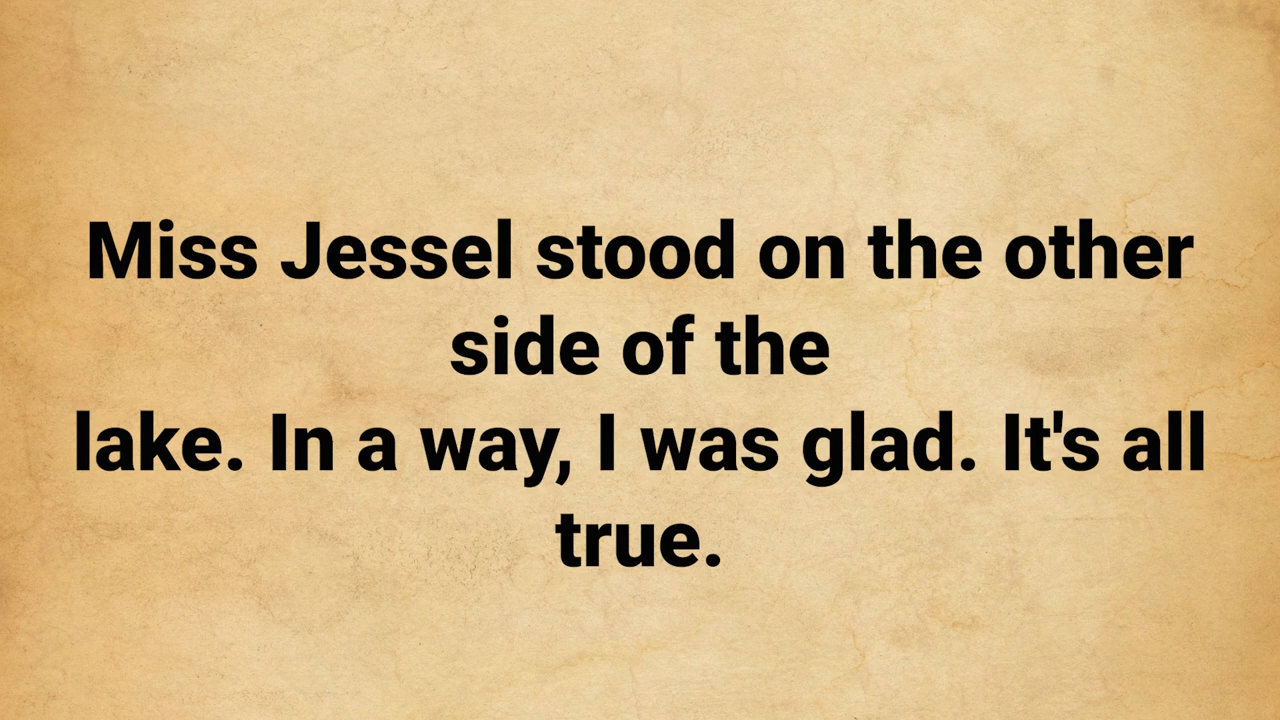 Miss Jessel stood on the other
side of the
lake. In a way, I was glad. It's all
true.